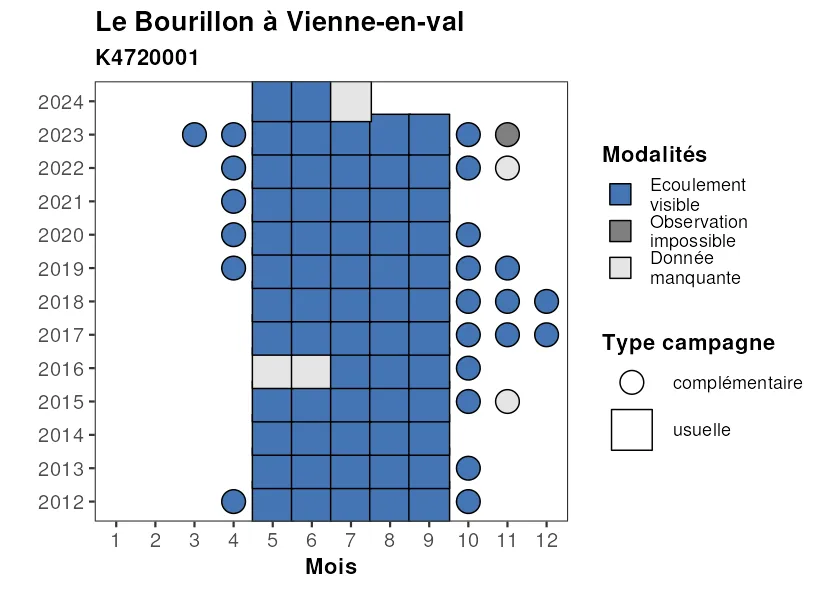 Le Bourillon à Vienne-en-val
K4720001
2024
2023
2022
2021
2020
2019
2018
2017
2016
2015
2014
2013
2012
1 2 3 4 5 6 7 8 9 10 11 12
Mois
Modalités
Ecoulement
visible
Observation
impossible
Donnée
manquante
Type campagne
complémentaire
usuelle